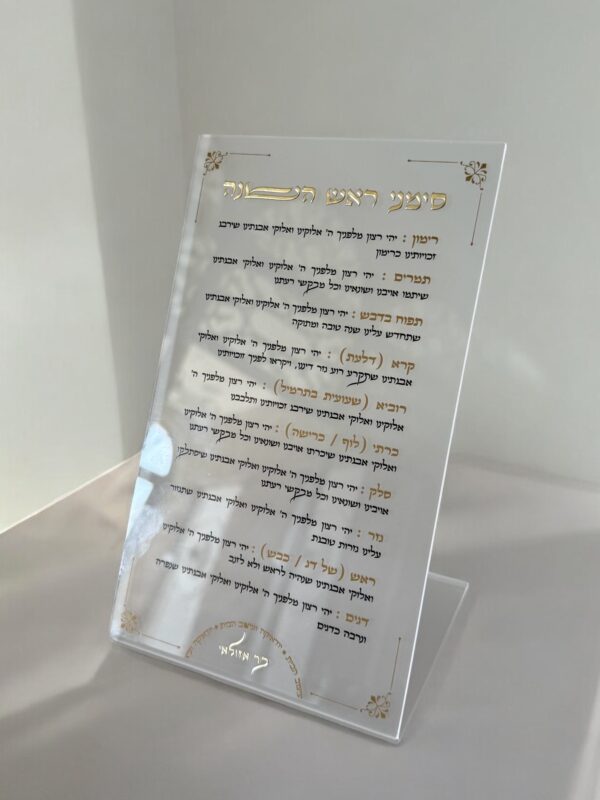 סימני ראש השנה
רימון : יהי רצון מלפניך ה' אלוקינו ואלוקי אבותינו שירבו
זכויותינו כרימון
תמרים : יהי רצון מלפניך ה' אלוקינו ואלוקי אבותינו
שיתמו אויבנו ושונאינו וכל מבקשי רעתנו
תפוח בדבש : יהי רצון מלפניך ה' אלוקינו ואלוקי אבותינו
שתחדש עלינו שנה טובה ומתוקה
קרא (דלעת) : יהי רצון מלפניך ה' אלוקינו ואלוקי
אבותינו שתקרע רוע גזר דיננו, ויקראו לפניך זכויותינו
רוביא (שעועית בתרמיל) : יהי רצון מלפניך ה'
אלוקינו ואלוקי אבותינו שירבו זכויותינו ותלבבנו
כרתי (לוף / כרישה) : יהי רצון מלפניך ה' אלוקינו
ואלוקי אבותינו שיכרתו אויבנו ושונאינו וכל מבקשי רעתנו
סלק : יהי רצון מלפניך ה' אלוקינו ואלוקי אבותינו שיסתלקו
אויבינו ושונאינו וכל מבקשי רעתנו
גזר : יהי רצון מלפניך ה' אלוקינו ואלוקי אבותינו שתגזור
עלינו גזרות טובות
ראש (של דג / כבש) : יהי רצון מלפניך ה' אלוקינו
ואלוקי אבותינו שנהיה לראש ולא לזנב
דגים : יהי רצון מלפניך ה' אלוקינו ואלוקי אבותינו שנפרה
ונרבה כדגים
בר אזולאי